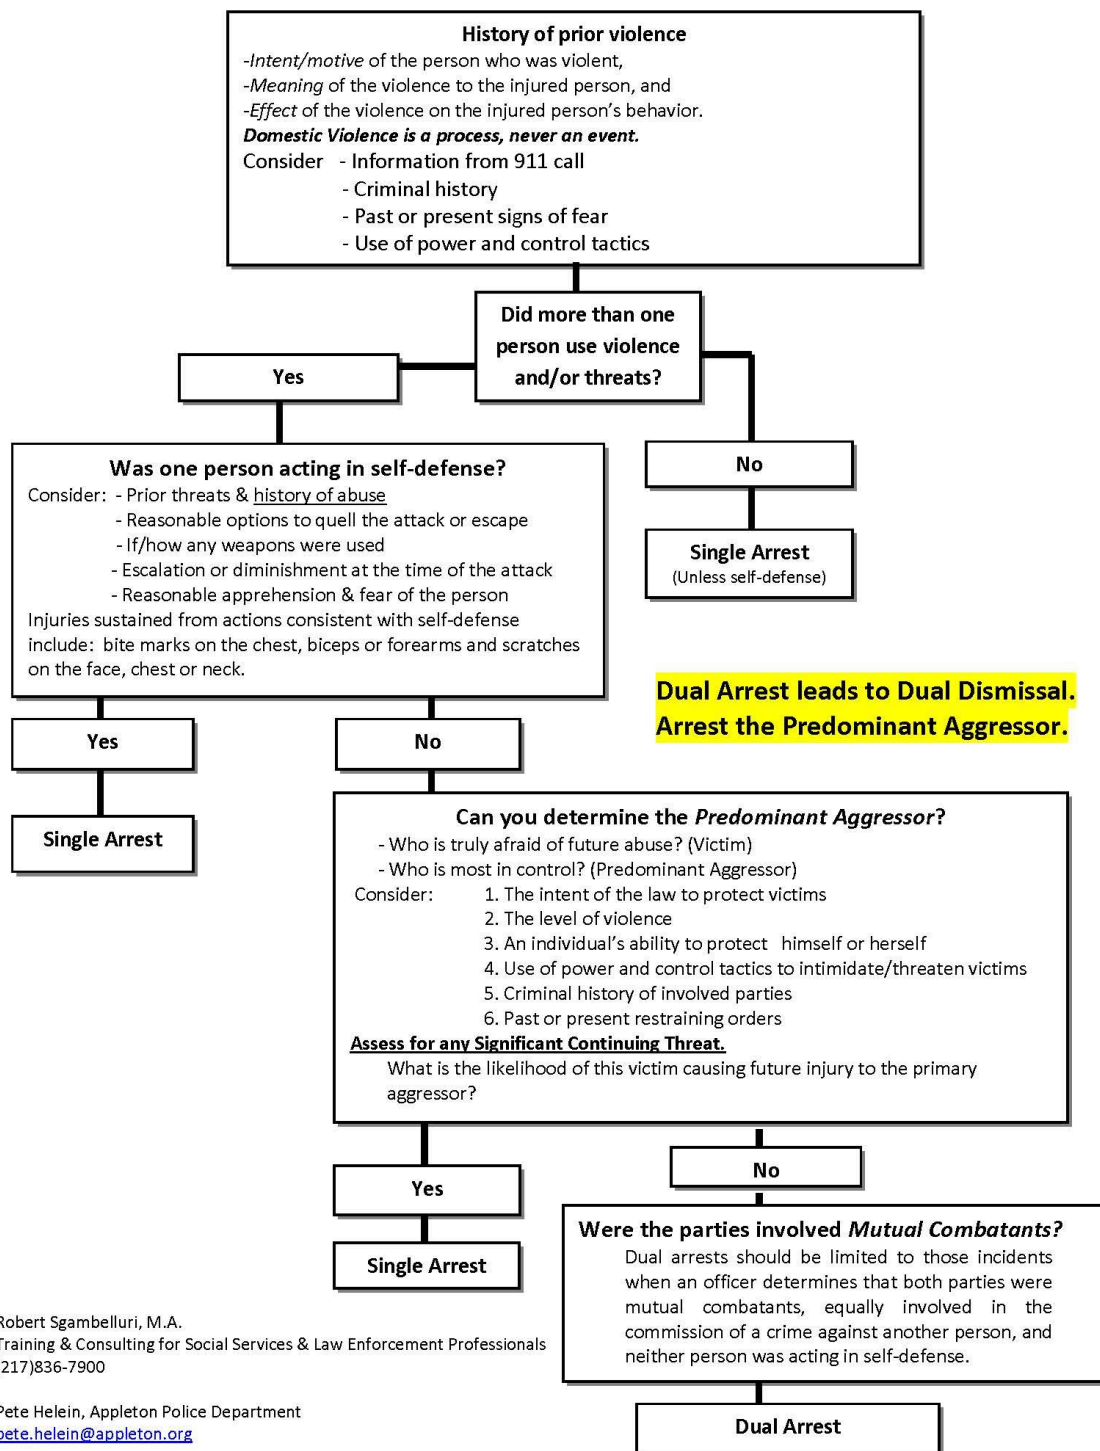 History of prior violence
-Intent/motive of the person who was violent,
-Meaning of the violence to the injured person, and
-Effect of the violence on the injured person's behavior.
Domestic Violence is a process, never an event.
Consider - Information from 911 call
- Criminal history
- Past or present signs of fear
- Use of power and control tactics
Did more than one
person use violence
and/or threats?
Yes
No
Single Arrest
(Unless self-defense)
Was one person acting in self-defense?
Consider: - Prior threats & history of abuse
- Reasonable options to quell the attack or escape
- If/how any weapons were used
- Escalation or diminishment at the time of the attack
- Reasonable apprehension & fear of the person
Injuries sustained from actions consistent with self-defense
include: bite marks on the chest, biceps or forearms and scratches
on the face, chest or neck.
Dual Arrest leads to Dual Dismissal.
Arrest the Predominant Aggressor.
Yes
No
Single Arrest
Can you determine the Predominant Aggressor?
- Who is truly afraid of future abuse? (Victim)
- Who is most in control? (Predominant Aggressor)
Consider: 1. The intent of the law to protect victims
2. The level of violence
3. An individual's ability to protect himself or herself
4. Use of power and control tactics to intimidate/threaten victims
5. Criminal history of involved parties
6. Past or present restraining orders
Assess for any Significant Continuing Threat.
What is the likelihood of this victim causing future injury to the primary
aggressor?
Yes
No
Single Arrest
Were the parties involved Mutual Combatants?
Dual arrests should be limited to those incidents
when an officer determines that both parties were
mutual combatants, equally involved in the
commission of a crime against another person, and
neither person was acting in self-defense.
Dual Arrest
Robert Sgambelluri, M.A.
Training & Consulting for Social Services & Law Enforcement Professionals
(217)836-7900
Pete Helein, Appleton Police Department
pete.helein@appleton.org